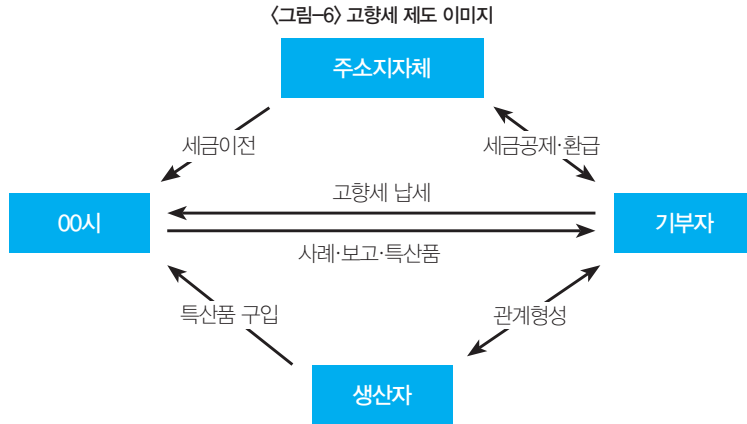 <그림-6> 고향세 제도 이미지
주소지자체
세금이전
세금공제·환급
고향세 납세
00시
기부자
사례·보고·특산품
특산품 구입
관계형성
생산자